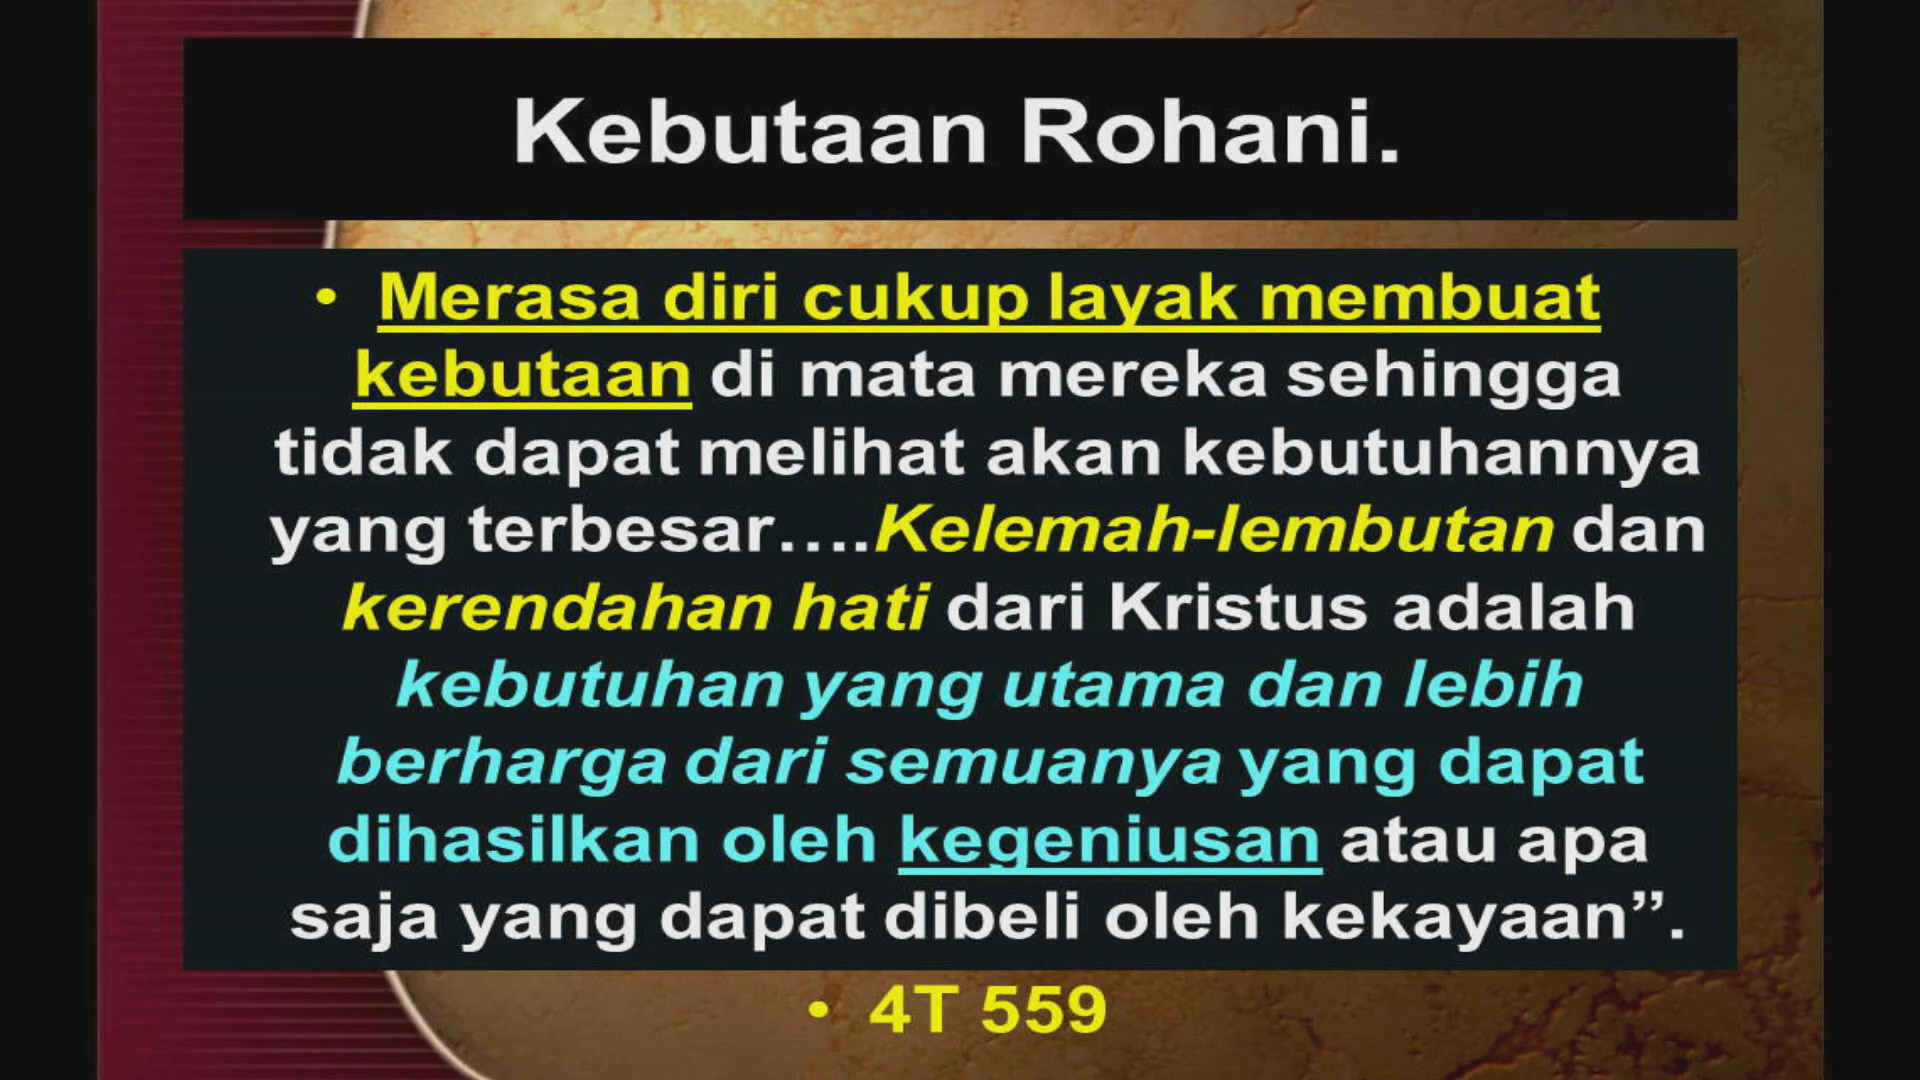 Kebutaan Rohani.
• Merasa diri cukup layak membuat
kebutaan di mata mereka sehingga
tidak dapat melihat akan kebutuhannya
yang terbesar….Kelemah-lembutan dan
kerendahan hati dari Kristus adalah
kebutuhan yang utama dan lebih
berharga dari semuanya yang dapat
dihasilkan oleh kegeniusan atau apa
saja yang dapat dibeli oleh kekayaan”.
• 4T 559